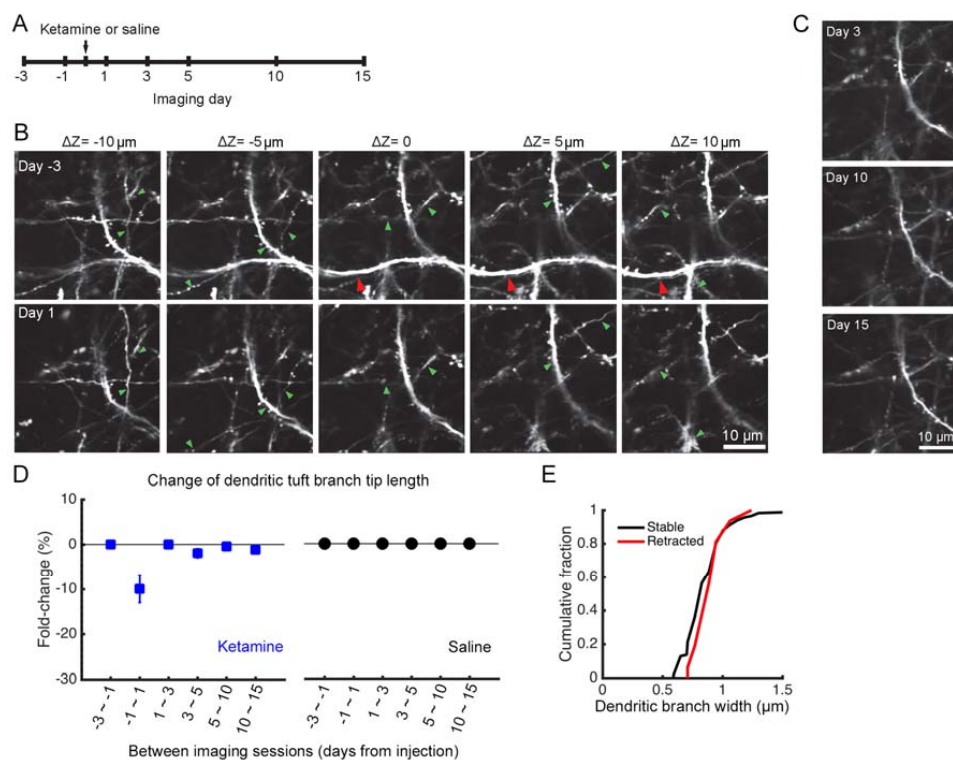 A
Ketamine or saline
-3 -1 1 3 5 10 15
Imaging day
B
ΔZ= -10 µm ΔZ= -5 µm ΔZ= 0 ΔZ= 5 µm ΔZ= 10 µm
Day -3
Day 1
10 µm
C
Day 3
Day 10
Day 15
10 µm
D
Change of dendritic tuft branch tip length
Fold-change (%)
10
0
-10
-20
-30
Ketamine
Saline
-3 ~ -1 -1 ~ 1 1 ~ 3 3 ~ 5 5 ~ 10 10 ~ 15
-3 ~ -1 -1 ~ 1 1 ~ 3 3 ~ 5 5 ~ 10 10 ~ 15
Between imaging sessions (days from injection)
E
Cumulative fraction
1
0.8
0.6
0.4
0.2
0
Stable
Retracted
0 0.5 1 1.5
Dendritic branch width (µm)